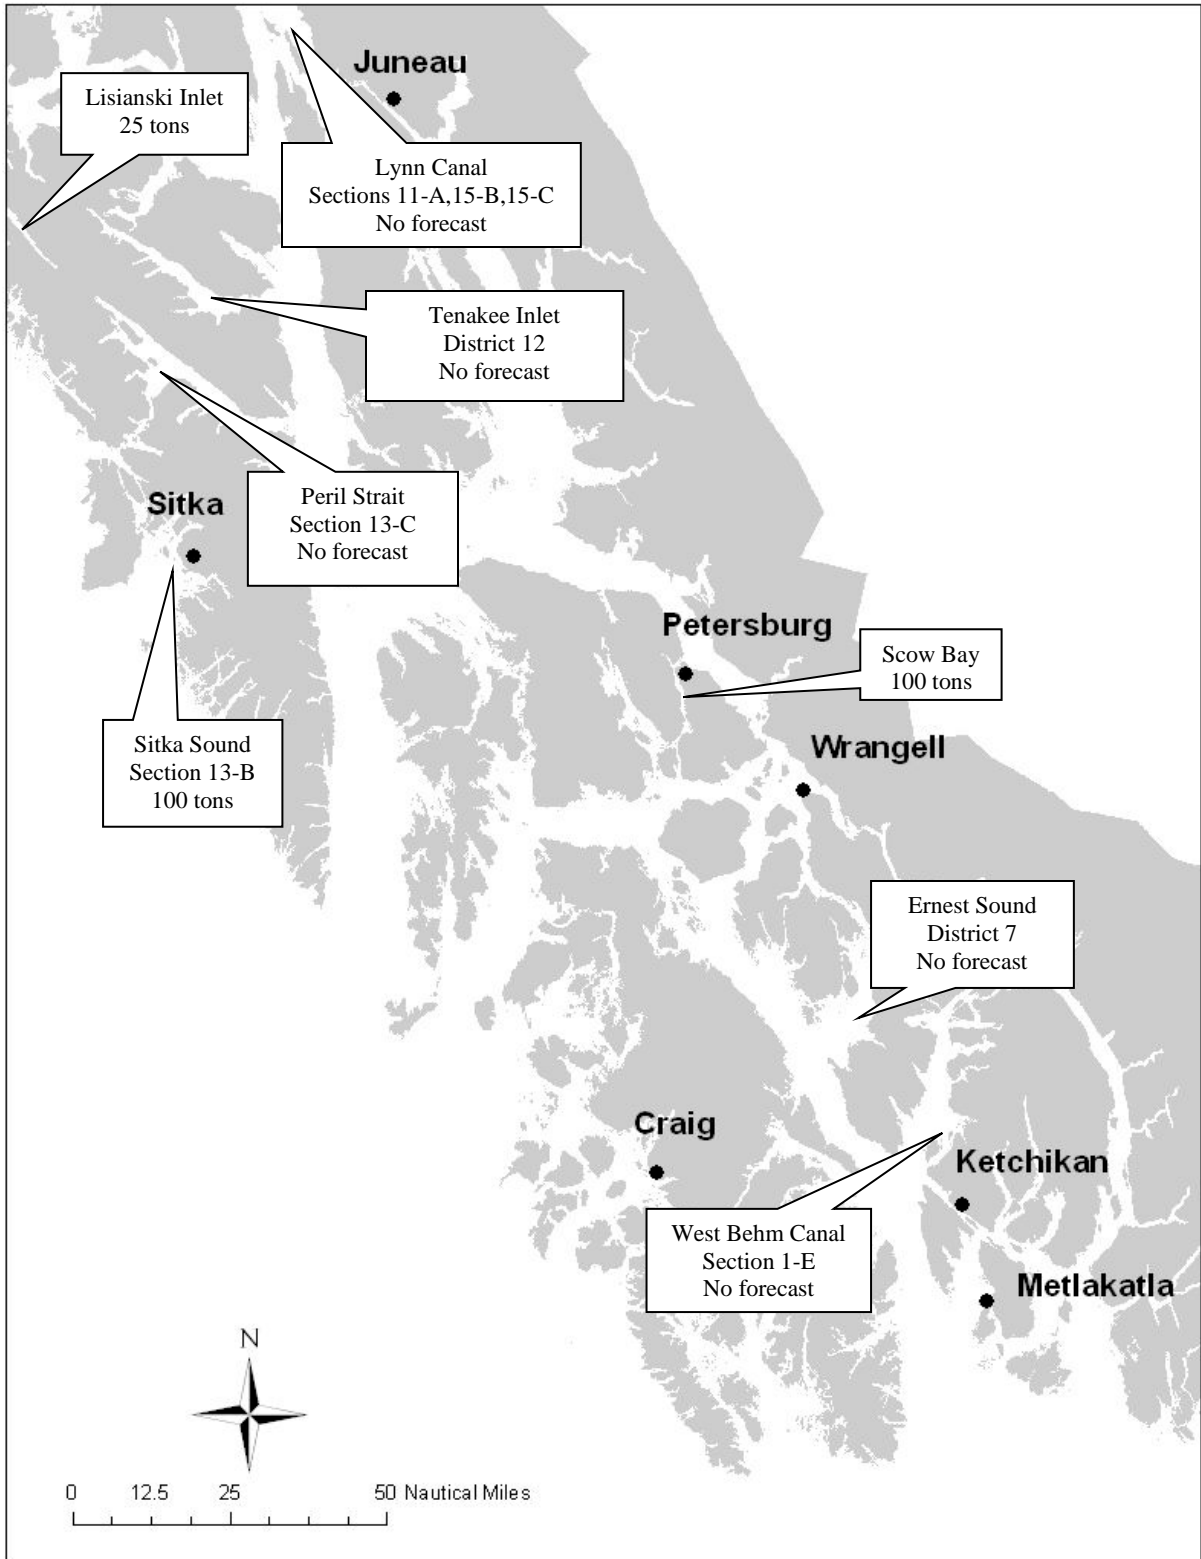 Juneau
Lisianski Inlet
25 tons
Lynn Canal
Sections 11-A,15-B,15-C
No forecast
Tenakee Inlet
District 12
No forecast
Sitka
Peril Strait
Section 13-C
No forecast
Petersburg
Scow Bay
100 tons
Sitka Sound
Section 13-B
100 tons
Wrangell
Ernest Sound
District 7
No forecast
Craig
Ketchikan
West Behm Canal
Section 1-E
No forecast
Metlakatla
N
0 12.5 25 50 Nautical Miles